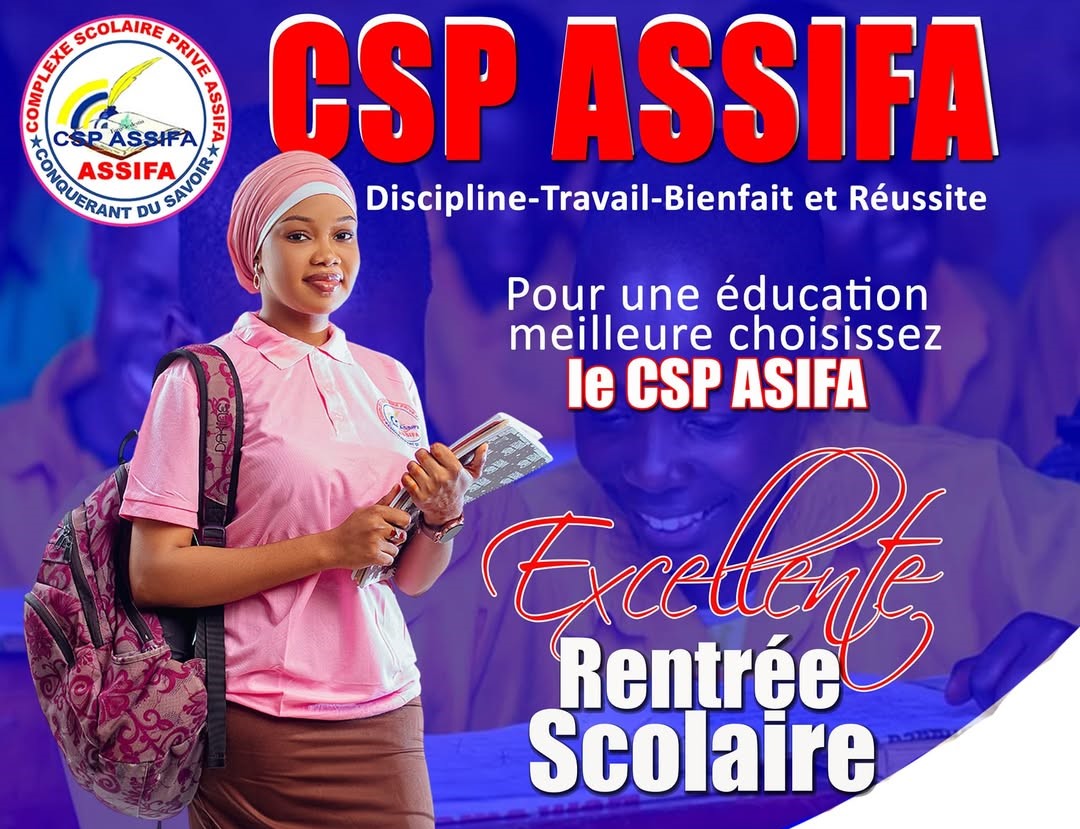 COMPLEXE SCOLAIRE PRIVE ASSIFA
CSP ASSIFA
ASSIFA
★CONQUERANT DU SAVOIR★
CSP ASSIFA
Discipline-Travail-Bienfait et Réussite
Pour une éducation
meilleure choisissez
le CSP ASIFA
Excellente
Rentrée
Scolaire